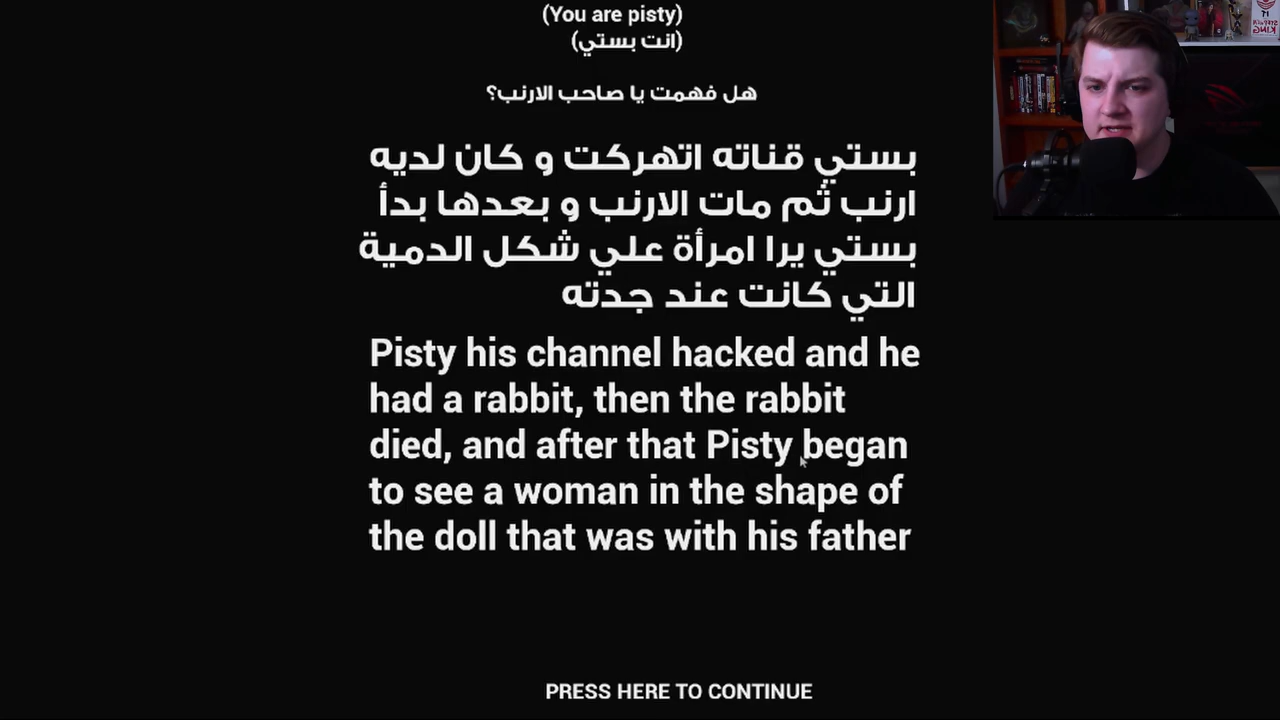 (You are pisty)
(انت بستي)
هل فهمت يا صاحب الارنب؟
بستي قناته اتهركت و كان لديه
ارنب ثم مات الارنب و بعدها بدأ
بستي يرا امرأة علي شكل الدمية
التي كانت عند جدته
Pisty his channel hacked and he
had a rabbit, then the rabbit
died, and after that Pisty began
to see a woman in the shape of
the doll that was with his father
PRESS HERE TO CONTINUE